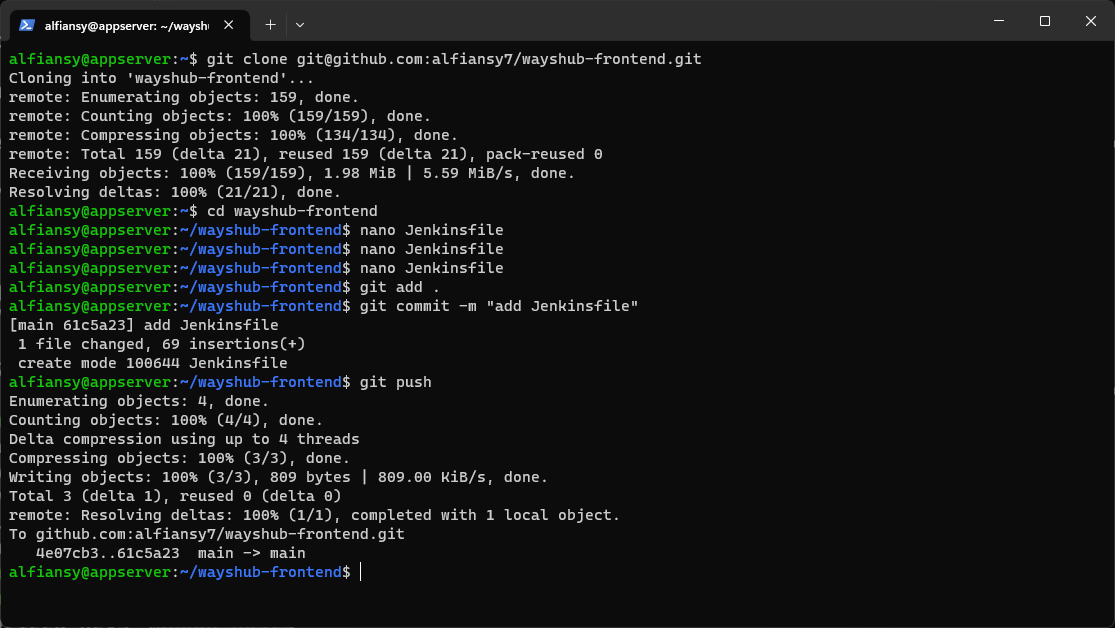 alfiansy@appserver: ~/waysh
alfiansy@appserver:~$ git clone git@github.com:alfiansy7/wayshub-frontend.git
Cloning into 'wayshub-frontend'...
remote: Enumerating objects: 159, done.
remote: Counting objects: 100% (159/159), done.
remote: Compressing objects: 100% (134/134), done.
remote: Total 159 (delta 21), reused 159 (delta 21), pack-reused 0
Receiving objects: 100% (159/159), 1.98 MiB | 5.59 MiB/s, done.
Resolving deltas: 100% (21/21), done.
alfiansy@appserver:~$ cd wayshub-frontend
alfiansy@appserver:~/wayshub-frontend$ nano Jenkinsfile
alfiansy@appserver:~/wayshub-frontend$ nano Jenkinsfile
alfiansy@appserver:~/wayshub-frontend$ nano Jenkinsfile
alfiansy@appserver:~/wayshub-frontend$ git add .
alfiansy@appserver:~/wayshub-frontend$ git commit -m "add Jenkinsfile"
[main 61c5a23] add Jenkinsfile
 1 file changed, 69 insertions(+)
 create mode 100644 Jenkinsfile
alfiansy@appserver:~/wayshub-frontend$ git push
Enumerating objects: 4, done.
Counting objects: 100% (4/4), done.
Delta compression using up to 4 threads
Compressing objects: 100% (3/3), done.
Writing objects: 100% (3/3), 809 bytes | 809.00 KiB/s, done.
Total 3 (delta 1), reused 0 (delta 0)
remote: Resolving deltas: 100% (1/1), completed with 1 local object.
To github.com:alfiansy7/wayshub-frontend.git
   4e07cb3..61c5a23  main -> main
alfiansy@appserver:~/wayshub-frontend$